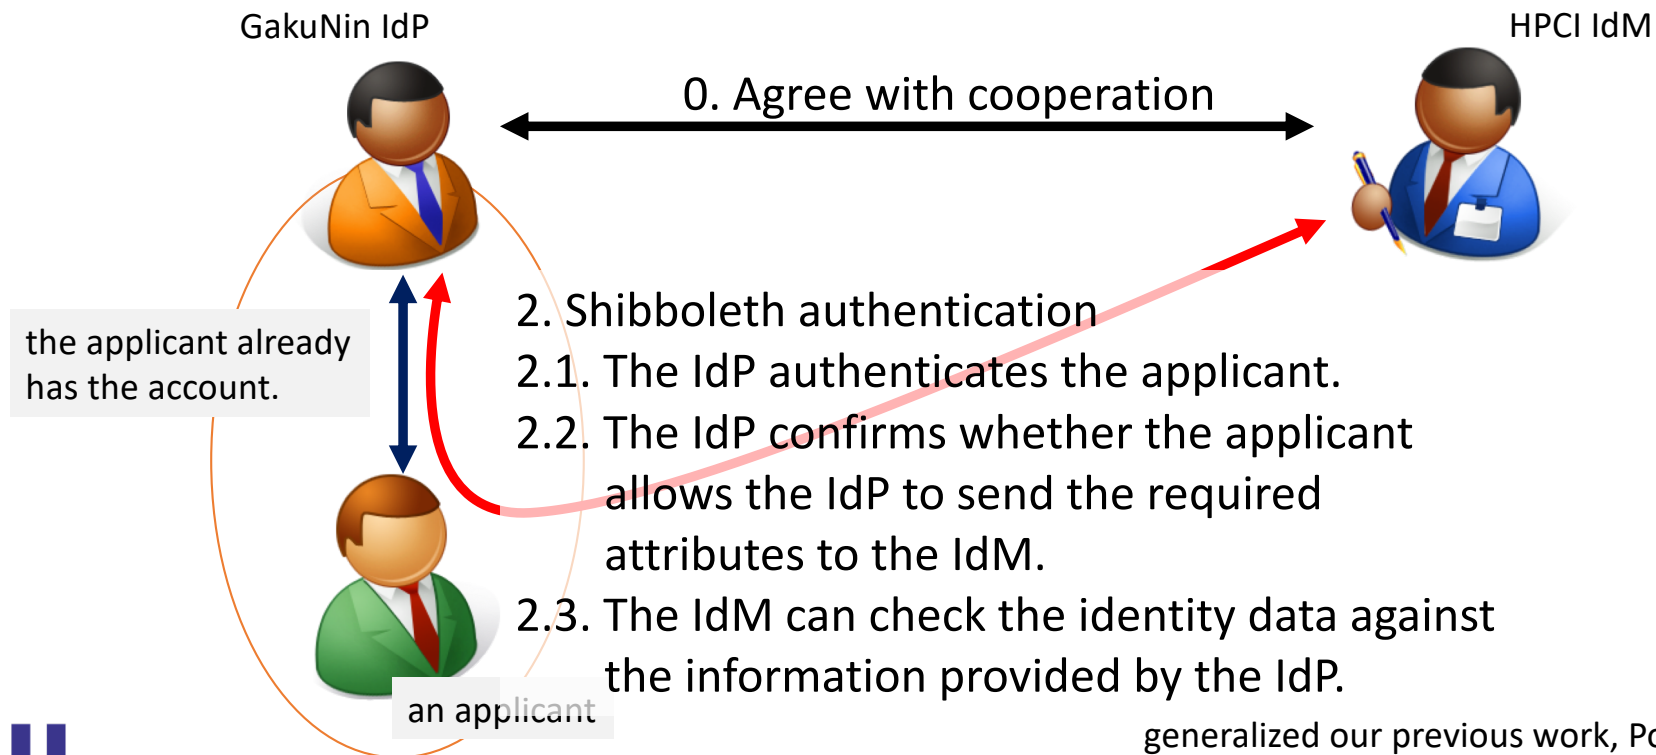 GakuNin IdP
HPCI IdM
0. Agree with cooperation
the applicant already
has the account.
2. Shibboleth authentication
2.1. The IdP authenticates the applicant.
2.2. The IdP confirms whether the applicant
allows the IdP to send the required
attributes to the IdM.
2.3. The IdM can check the identity data against
the information provided by the IdP.
an applicant
generalized our previous work,